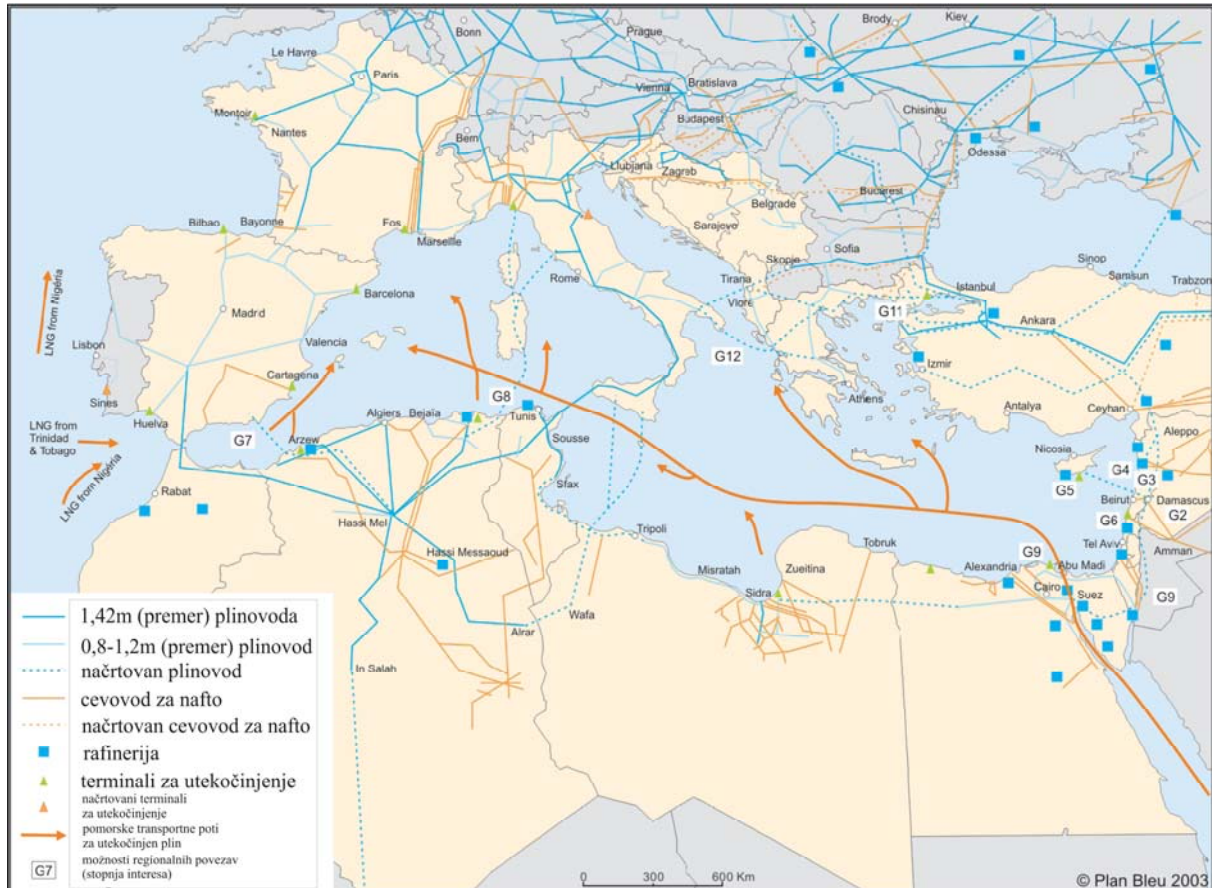 Bonn
Prague
Brody
Kiev
Le Havre
Paris
Vienna
Bratislava
Budapest
Chisinau
Montoir
Nantes
Bern
Odessa
Llubjana
Zagreb
Bucarest
Belgrade
Bilbao
Bayonne
Fos
Marseille
Sarajevo
Sofia
Skopje
Sinop
Samsun
Trabzon
LNG from Nigéria
Rome
Tirana
Vlore
Istanbul
Barcelona
Madrid
G11
Ankara
Lisbon
Valencia
G12
Izmir
Cartagena
Athens
Sines
G8
Antalya
Ceyhan
Huelva
Algiers
Bejaïa
Tunis
Aleppo
LNG from
Trinidad
& Tobago
G7
Arzew
Sousse
Nicosia
G4
G3
LNG from Nigéria
G5
Rabat
Sfax
Beirut
Damascus
G2
Hassi Mel
Tripoli
G6
Hassi Messaoud
Tobruk
Tel Aviv
Amman
Misratah
Zueitina
Alexandria
G9
Abu Madi
Cairo
Suez
Sidra
G9
Wafa
Alrar
In Salah
1,42m (premer) plinovoda
0,8-1,2m (premer) plinovod
načrtovan plinovod
cevovod za nafto
načrtovan cevovod za nafto
rafinerija
terminali za utekočinjenje
načrtovani terminali
za utekočinjenje
pomorske transportne poti
za utekočinjen plin
G7
možnosti regionalnih povezav
(stopnja interesa)
0 300 600 Km
© Plan Bleu 2003